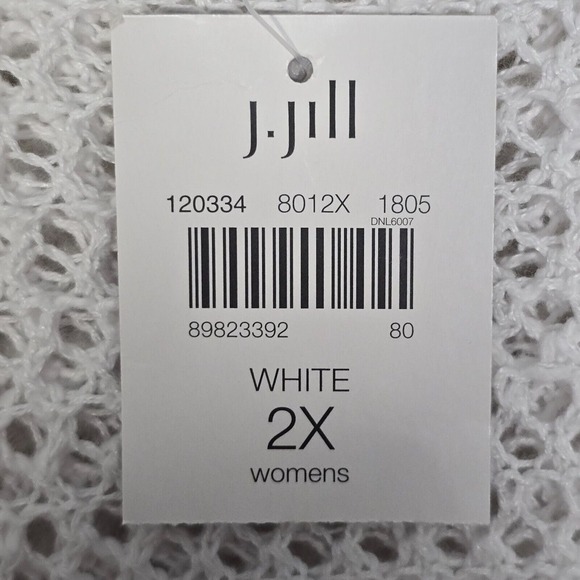 J.Jill
120334 8012X 1805
DNL6007
89823392 80
WHITE
2X
womens